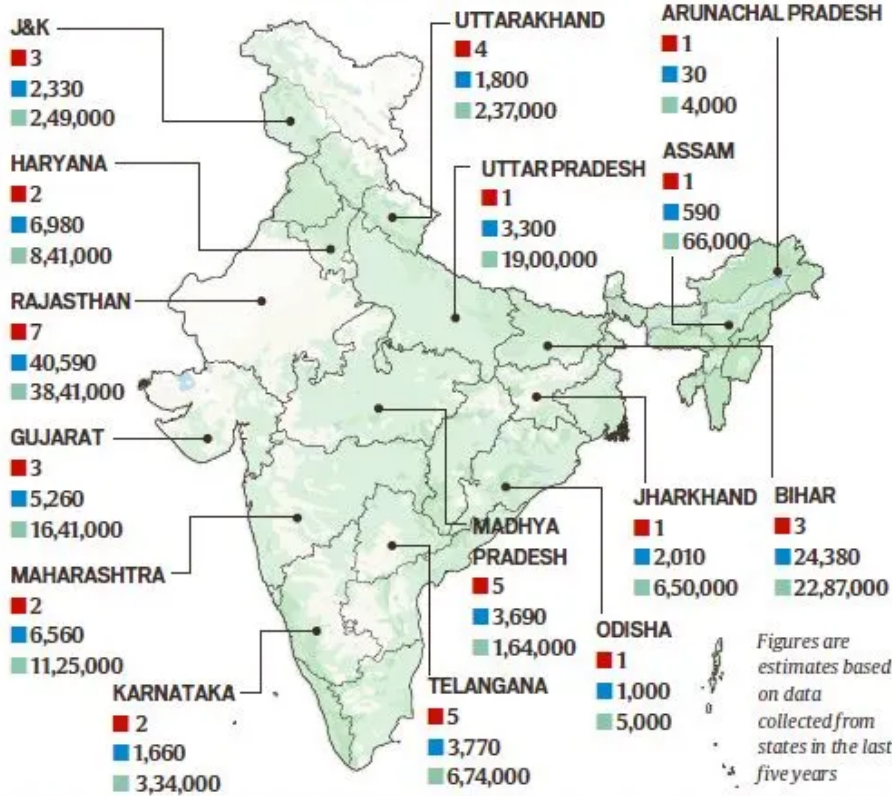 J&K
3
2,330
2,49,000
HARYANA
2
6,980
8,41,000
RAJASTHAN
7
40,590
38,41,000
GUJARAT
3
5,260
16,41,000
MAHARASHTRA
2
6,560
11,25,000
KARNATAKA
2
1,660
3,34,000
UTTARAKHAND
4
1,800
2,37,000
UTTAR PRADESH
1
3,300
19,00,000
ARUNACHAL PRADESH
1
30
4,000
ASSAM
1
590
66,000
MADHYA
PRADESH
5
3,690
1,64,000
TELANGANA
5
3,770
6,74,000
ODISHA
1
1,000
5,000
JHARKHAND
1
2,010
6,50,000
BIHAR
3
24,380
22,87,000
Figures are
estimates based
on data
collected from
states in the last
five years